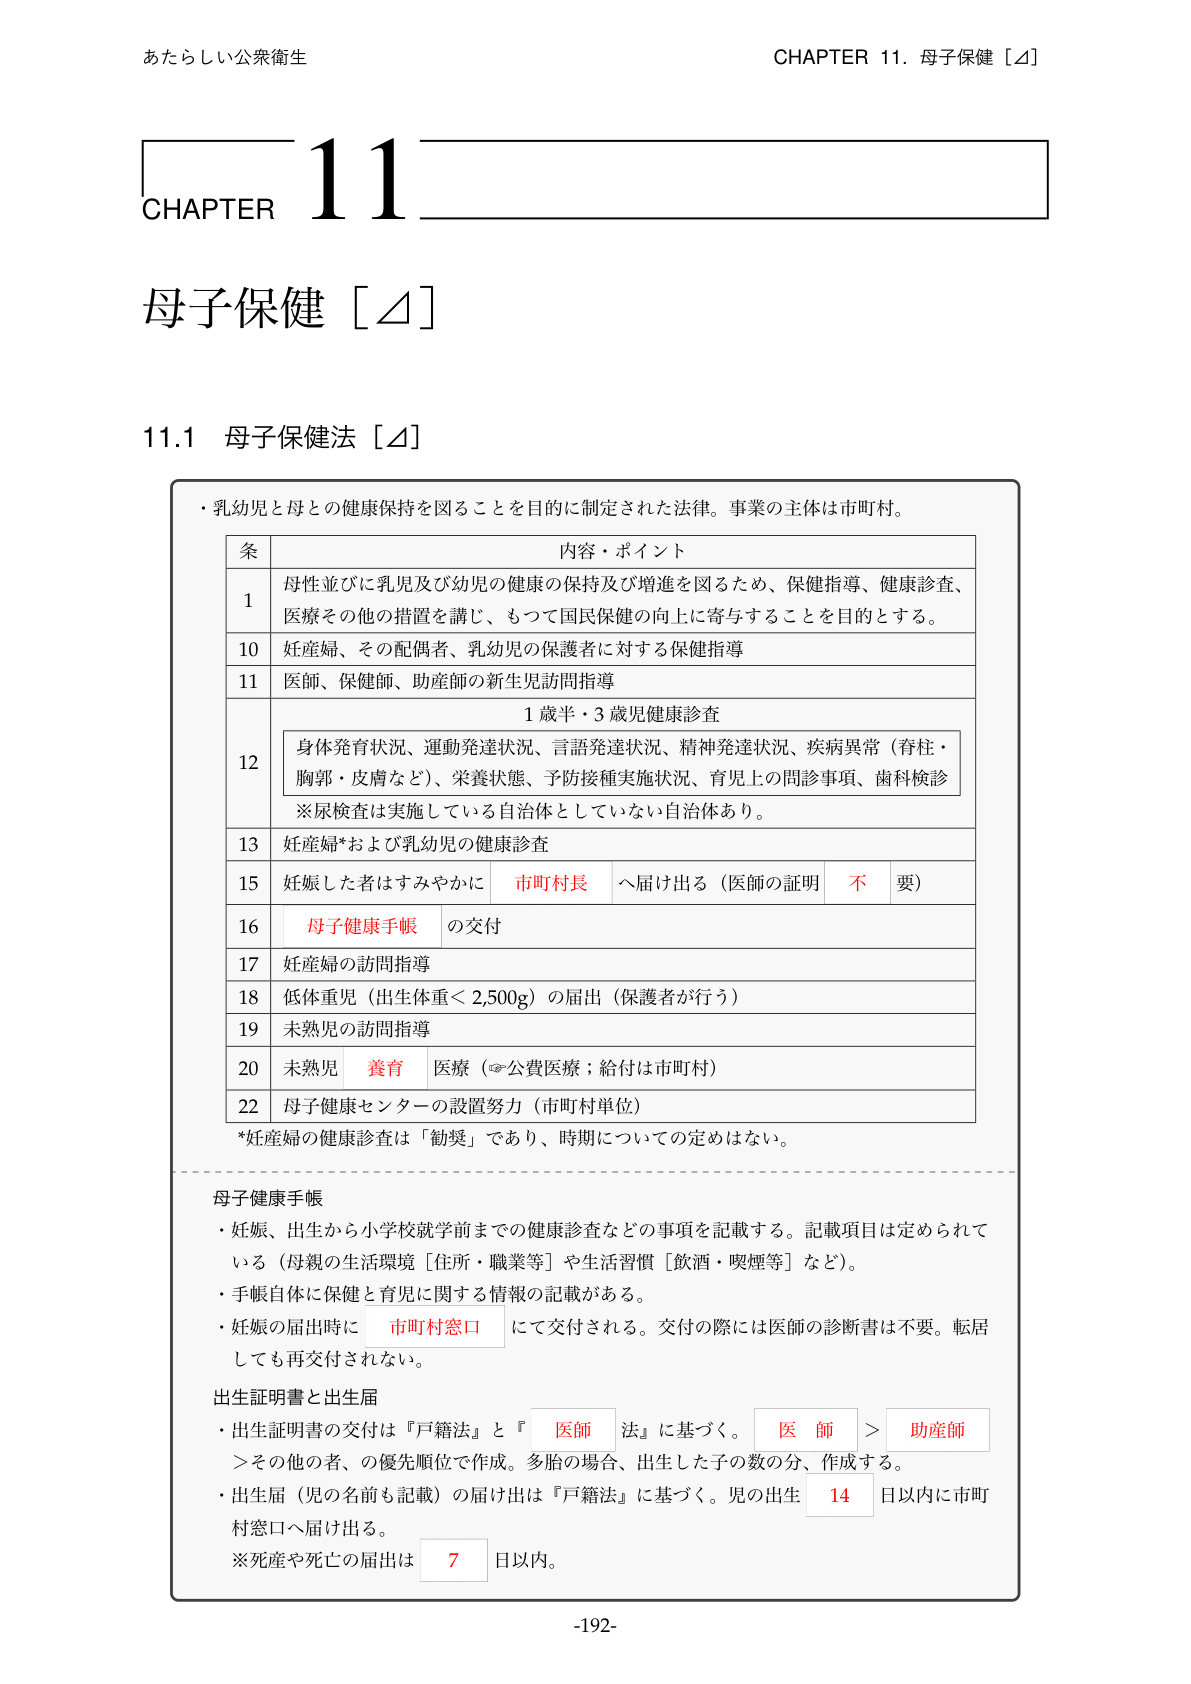 あたらしい公衆衛生
CHAPTER 11. 母子保健［⊿］
CHAPTER 11
母子保健［⊿］
11.1 母子保健法［⊿］
・乳幼児と母との健康保持を図ることを目的に制定された法律。事業の主体は市町村。
条 内容・ポイント
1 母性並びに乳児及び幼児の健康の保持及び増進を図るため、保健指導、健康診査、
医療その他の措置を講じ、もつて国民保健の向上に寄与することを目的とする。
10 妊産婦、その配偶者、乳幼児の保護者に対する保健指導
11 医師、保健師、助産師の新生児訪問指導
12 1 歳半・3 歳児健康診査
身体発育状況、運動発達状況、言語発達状況、精神発達状況、疾病異常（脊柱・
胸郭・皮膚など）、栄養状態、予防接種実施状況、育児上の問診事項、歯科検診
※尿検査は実施している自治体としていない自治体あり。
13 妊産婦*および乳幼児の健康診査
15 妊娠した者はすみやかに 市町村長 へ届け出る（医師の証明 不 要）
16 母子健康手帳 の交付
17 妊産婦の訪問指導
18 低体重児（出生体重＜ 2,500g）の届出（保護者が行う）
19 未熟児の訪問指導
20 未熟児 養育 医療（☞公費医療；給付は市町村）
22 母子健康センターの設置努力（市町村単位）
*妊産婦の健康診査は「勧奨」であり、時期についての定めはない。
母子健康手帳
・妊娠、出生から小学校就学前までの健康診査などの事項を記載する。記載項目は定められて
いる（母親の生活環境［住所・職業等］や生活習慣［飲酒・喫煙等］など）。
・手帳自体に保健と育児に関する情報の記載がある。
・妊娠の届出時に 市町村窓口 にて交付される。交付の際には医師の診断書は不要。転居
しても再交付されない。
出生証明書と出生届
・出生証明書の交付は『戸籍法』と『 医師 法』に基づく。 医 師 ＞ 助産師
＞その他の者、の優先順位で作成。多胎の場合、出生した子の数の分、作成する。
・出生届（児の名前も記載）の届け出は『戸籍法』に基づく。児の出生 14 日以内に市町
村窓口へ届け出る。
※死産や死亡の届出は 7 日以内。
-192-